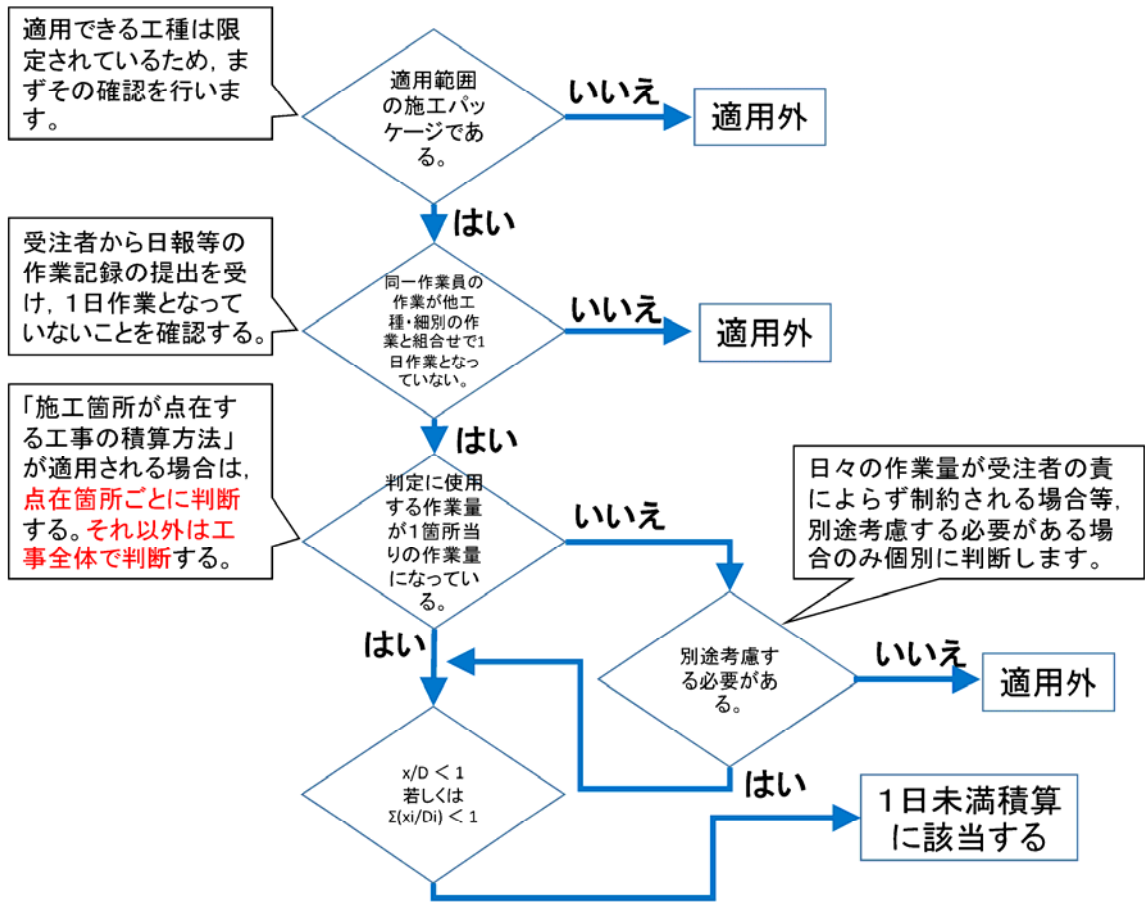 適用できる工種は限
定されているため, ま
ずその確認を行いま
す。
適用範囲
の施工パッ
ケージであ
る。
いいえ
適用外
はい
受注者から日報等の
作業記録の提出を受
け, 1日作業となって
いないことを確認する。
同一作業員の
作業が他工
種・細別の作
業と組合せで1
日作業となっ
ていない。
いいえ
適用外
はい
「施工箇所が点在す
る工事の積算方法」
が適用される場合は,
点在箇所ごとに判断
する。それ以外は工
事全体で判断する。
判定に使用
する作業量
が1箇所当
りの作業量
になってい
る。
いいえ
日々の作業量が受注者の責
によらず制約される場合等,
別途考慮する必要がある場
合のみ個別に判断します。
はい
別途考慮す
る必要があ
る。
いいえ
適用外
はい
x/D < 1
若しくは
Σ(xi/Di) < 1
1日未満積算
に該当する